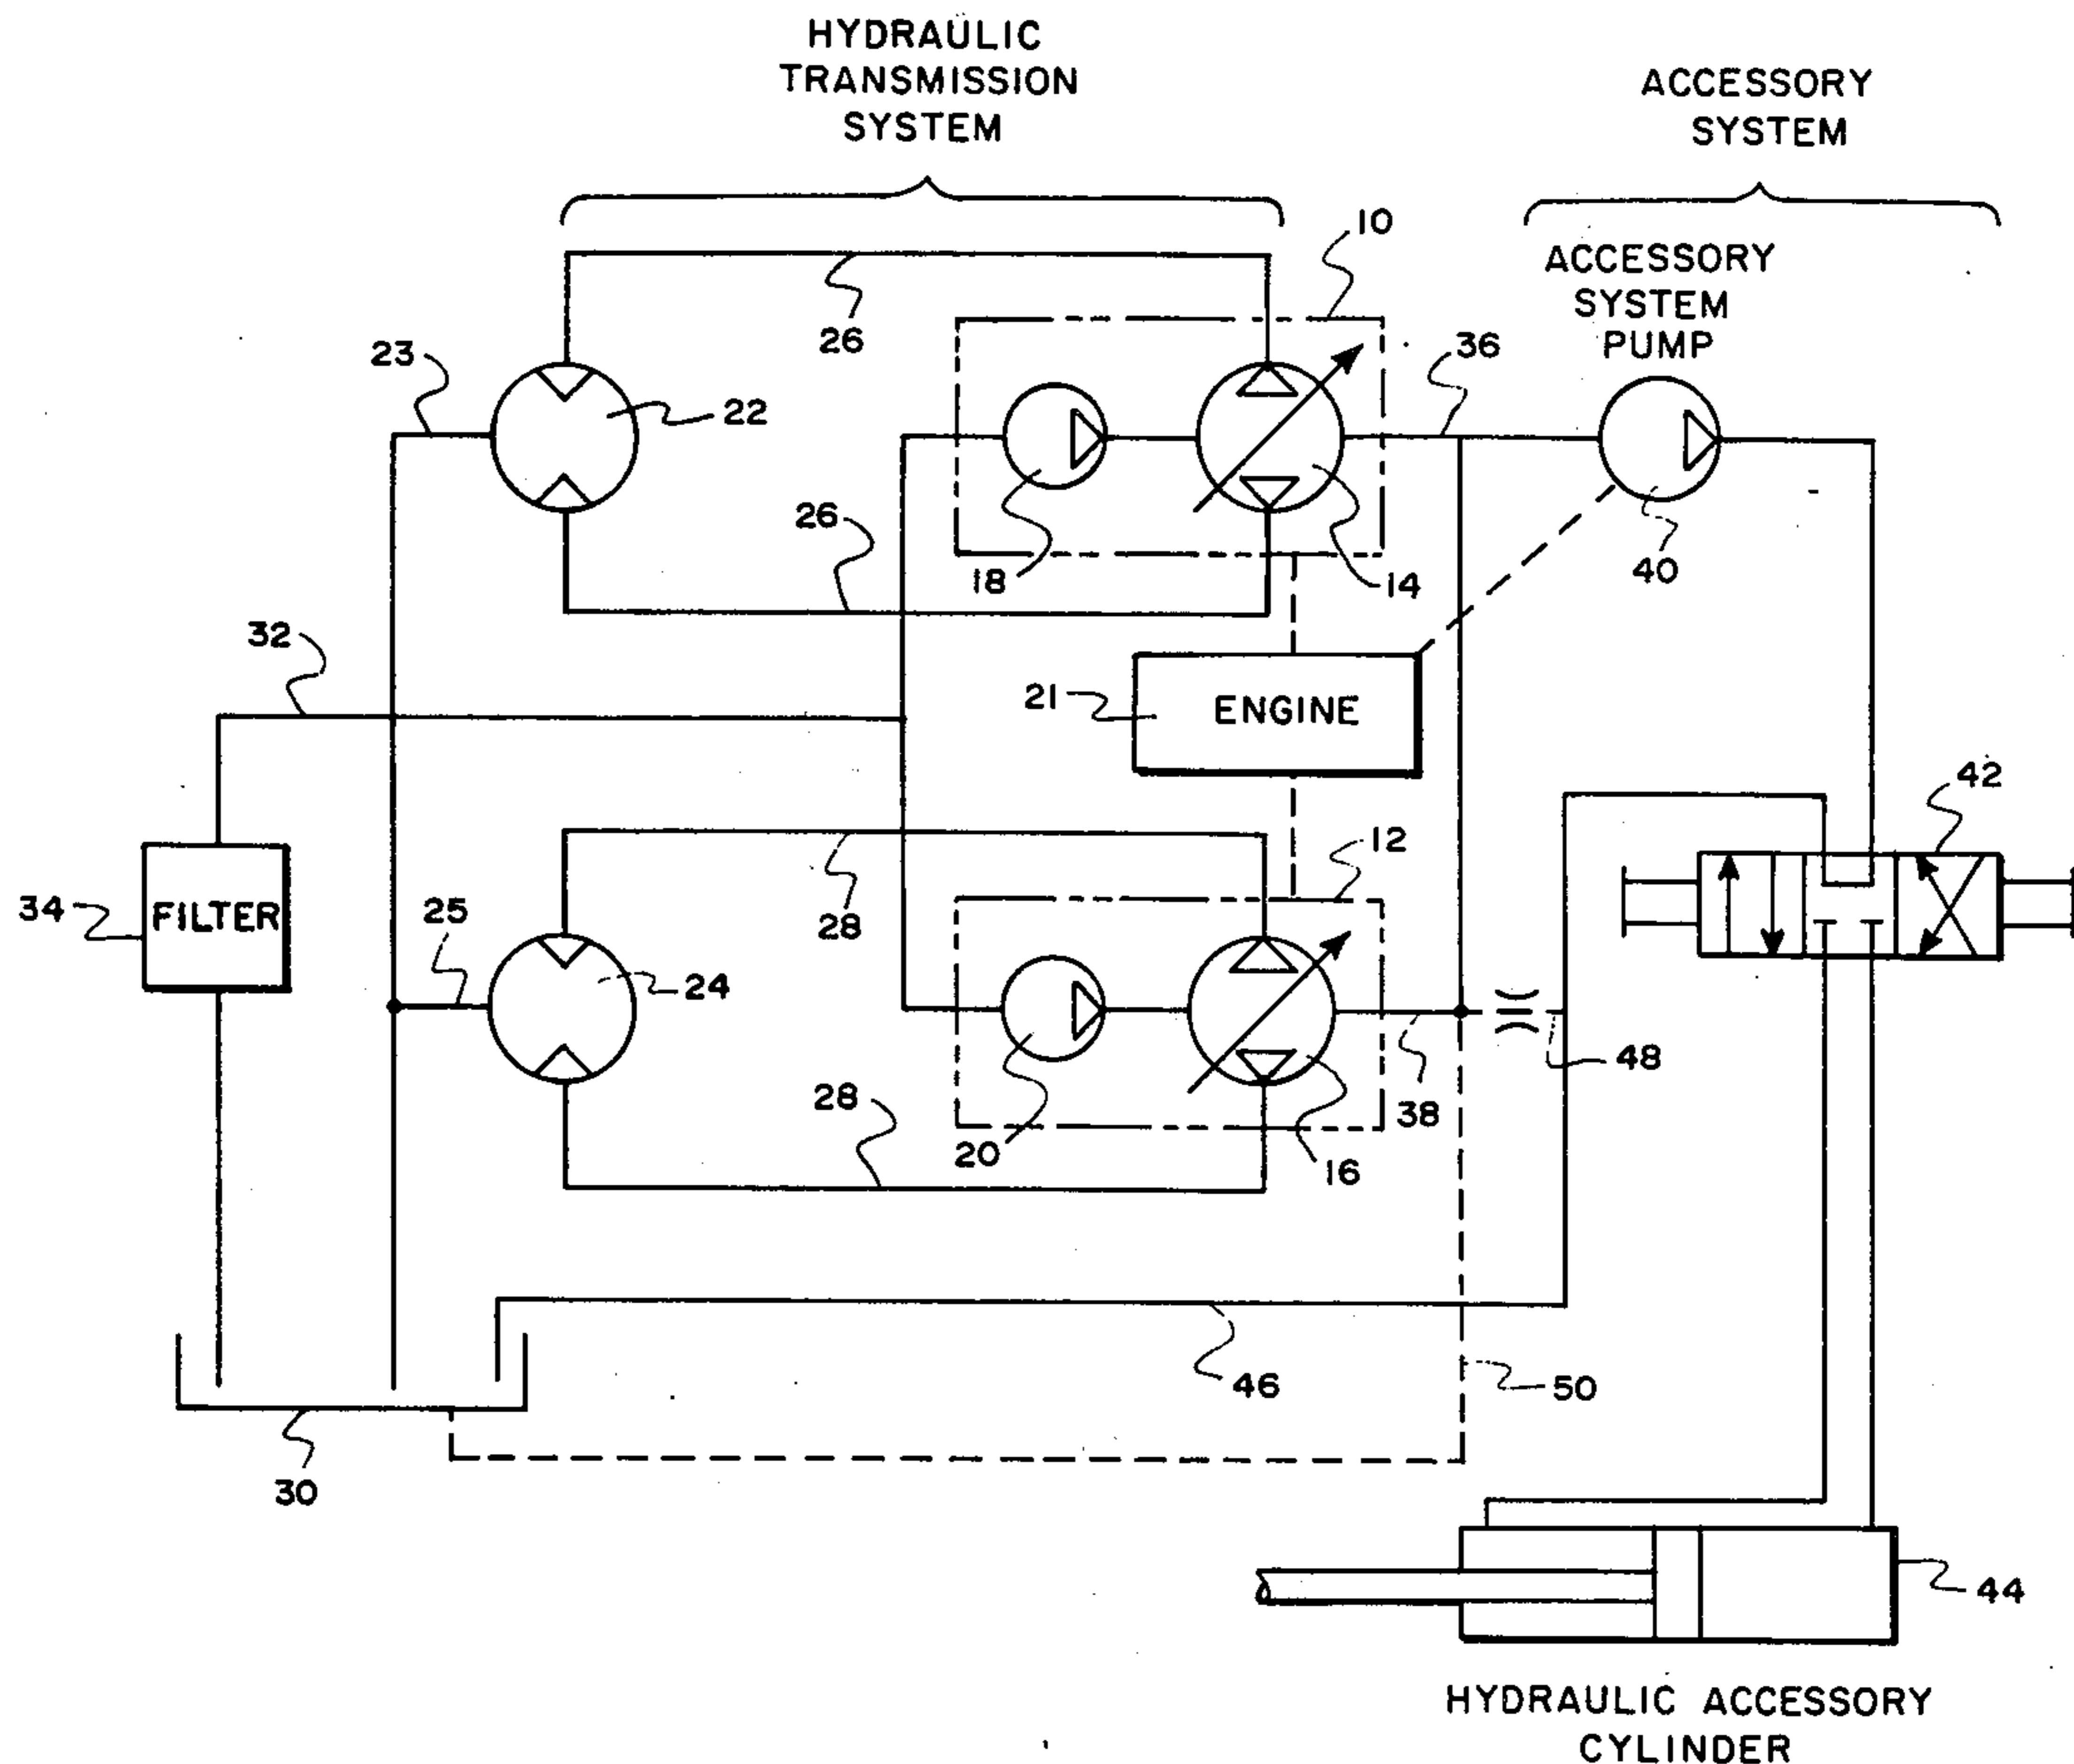 HYDRAULIC
TRANSMISSION
SYSTEM
ACCESSORY
SYSTEM
10
ACCESSORY
SYSTEM
PUMP
26
23
22
36
26
18
14
40
32
21
ENGINE
42
12
34
FILTER
25
28
24
48
28
38
20
16
46
50
30
44
HYDRAULIC ACCESSORY
CYLINDER